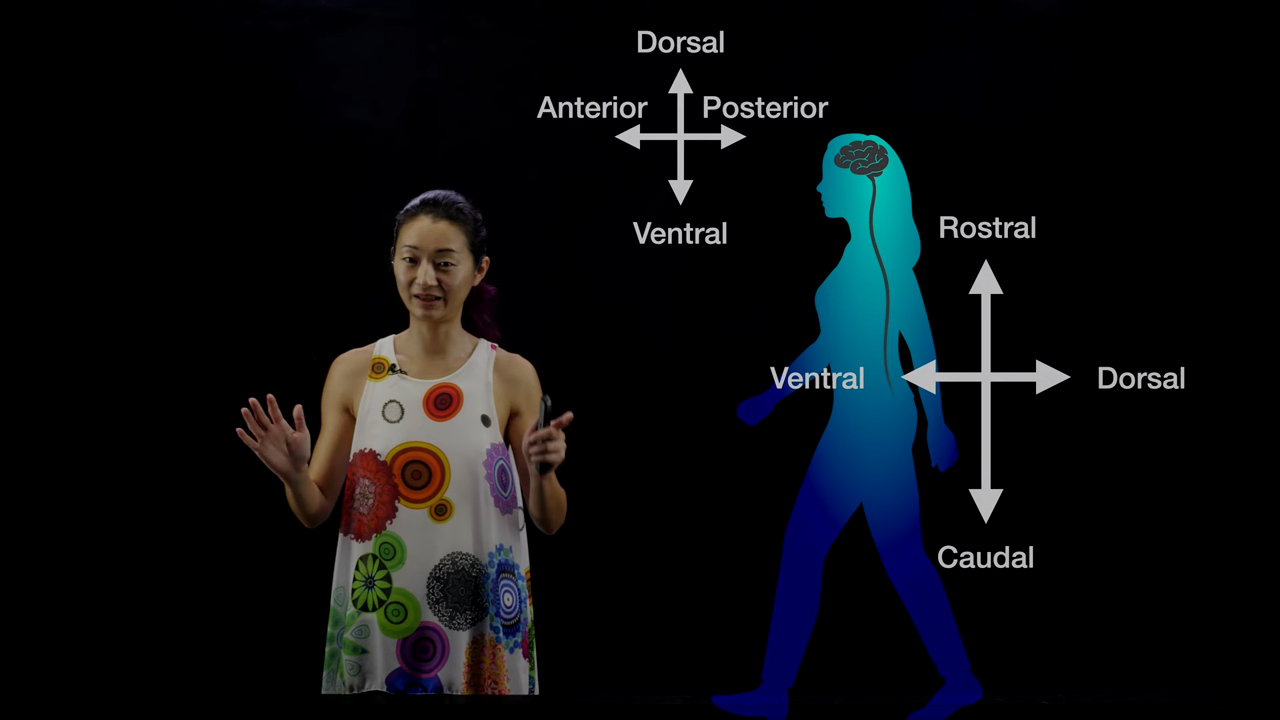 Dorsal
Anterior Posterior
Ventral
Rostral
Ventral Dorsal
Caudal